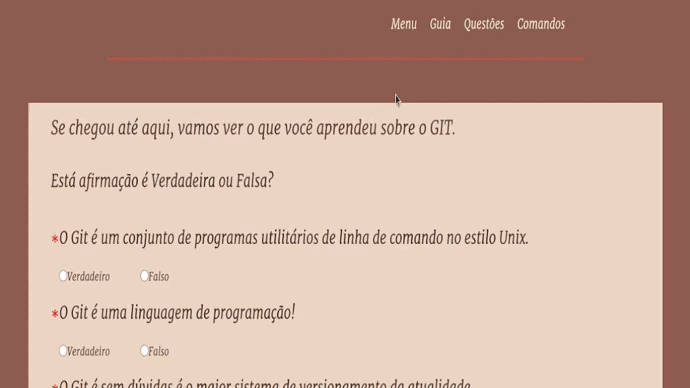 Menu Guia Questões Comandos
Se chegou até aqui, vamos ver o que você aprendeu sobre o GIT.
Está afirmação é Verdadeira ou Falsa?
*O Git é um conjunto de programas utilitários de linha de comando no estilo Unix.
Verdadeiro Falso
*O Git é uma linguagem de programação!
Verdadeiro Falso
*O Git é sem dúvidas é o maior sistema de versionamento da atualidade